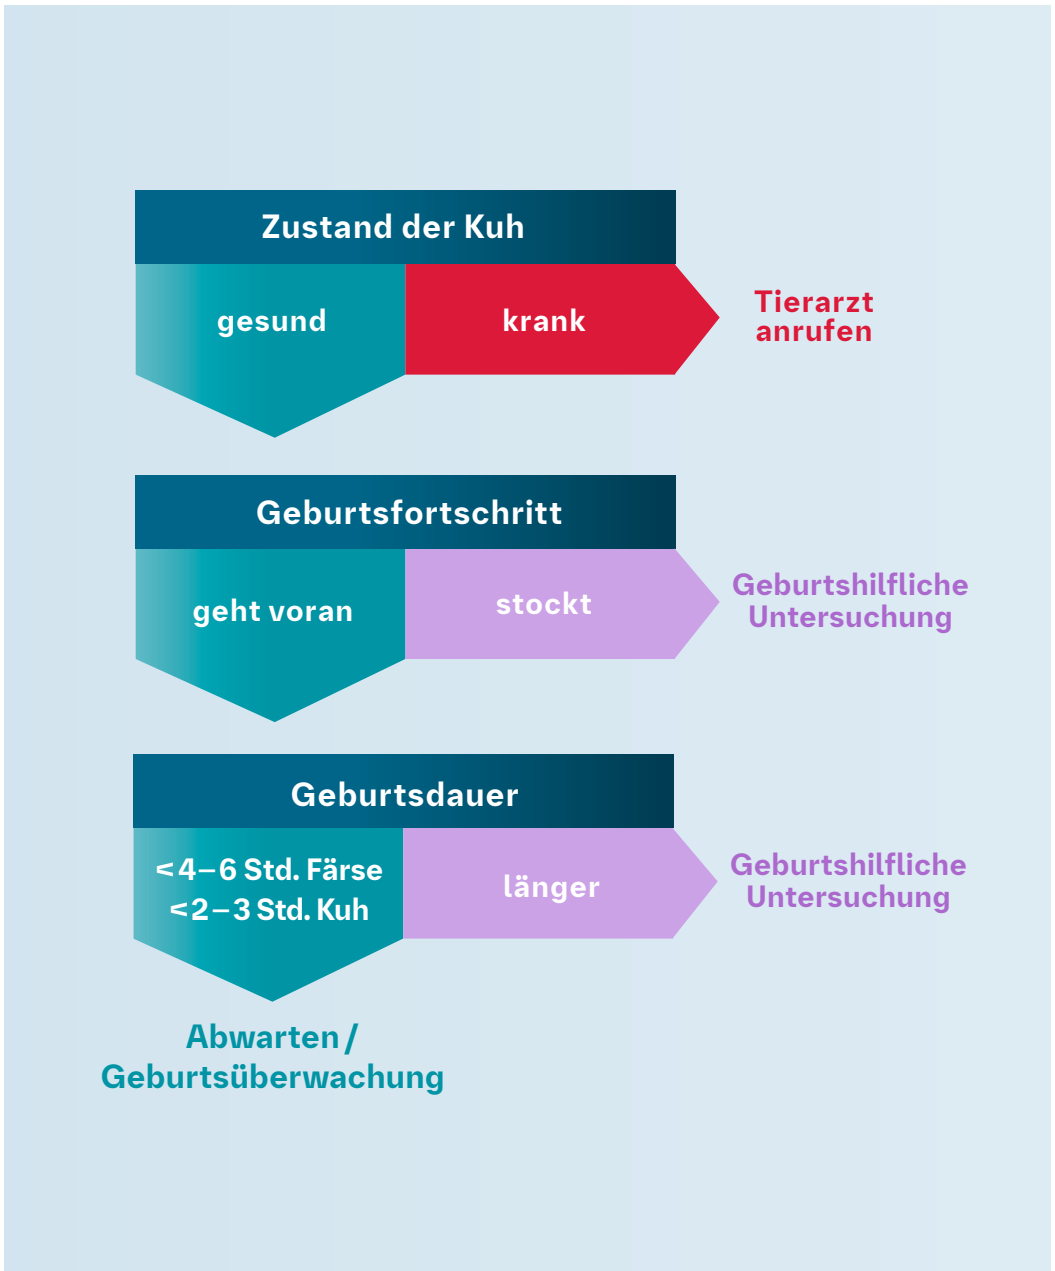 Zustand der Kuh
gesund
krank
Tierarzt
anrufen
Geburtsfortschritt
geht voran
stockt
Geburtshilfliche
Untersuchung
Geburtsdauer
< 4–6 Std. Färse
< 2–3 Std. Kuh
länger
Geburtshilfliche
Untersuchung
Abwarten /
Geburtsüberwachung